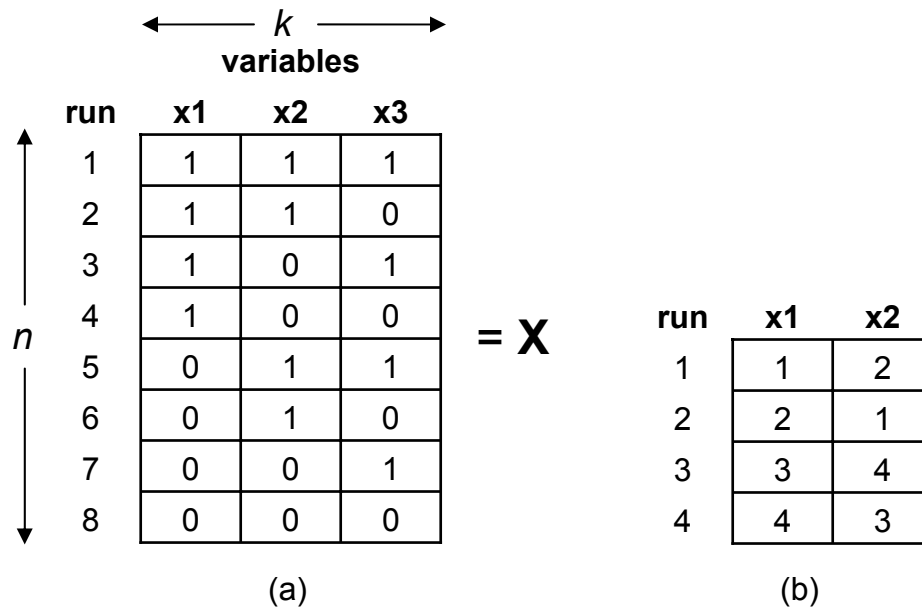 k
variables
run x1 x2 x3
1 1 1 1
2 1 1 0
3 1 0 1
4 1 0 0
n
5 0 1 1
6 0 1 0
7 0 0 1
8 0 0 0
= X
run x1 x2
1 1 2
2 2 1
3 3 4
4 4 3
(a)
(b)